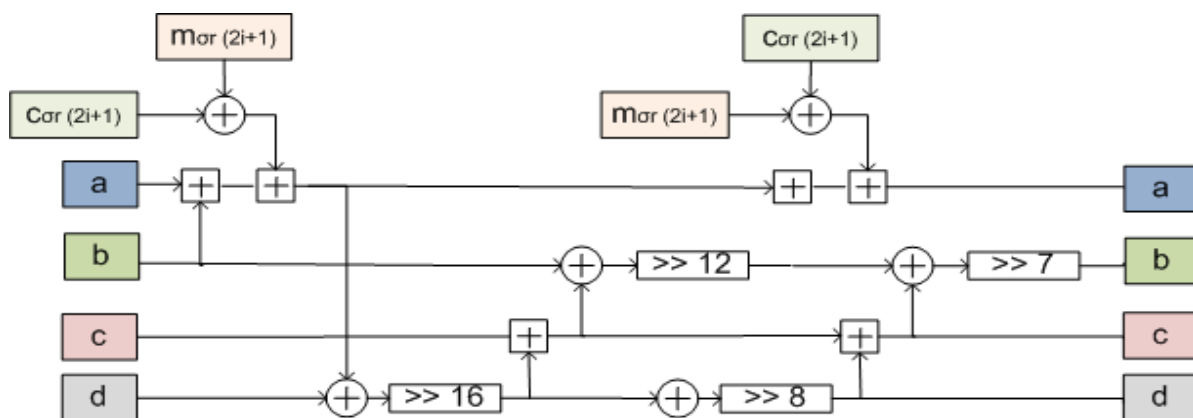 mσr (2i+1)
cσr (2i+1)
cσr (2i+1)
mσr (2i+1)
a
+
+
+
+
+
+
a
b
+
>> 12
+
>> 7
b
c
+
+
c
d
+
>> 16
+
>> 8
d